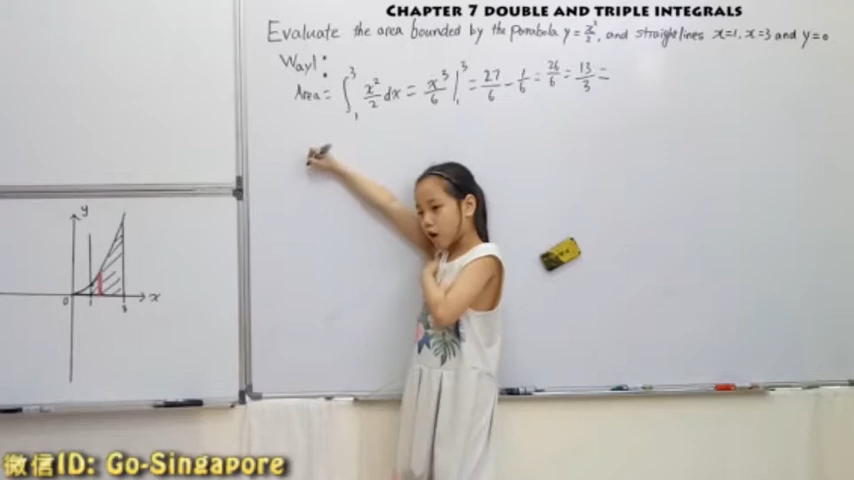 CHAPTER 7 DOUBLE AND TRIPLE INTEGRALS
Evaluate the area bounded by the parabola y = x²/2, and straight lines x=1, x=3 and y=0
Way1:
Area = ∫₁³ x²/2 dx = x³/6 |₁³ = 27/6 - 1/6 = 26/6 = 13/3 =
y
0 1 3 x
微信ID: Go-Singapore